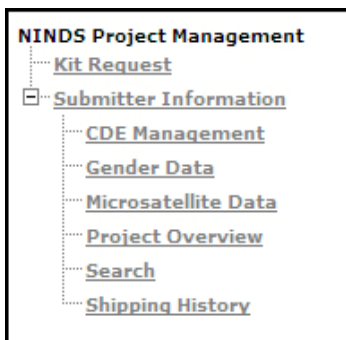 NINDS Project Management
Kit Request
Submitter Information
CDE Management
Gender Data
Microsatellite Data
Project Overview
Search
Shipping History